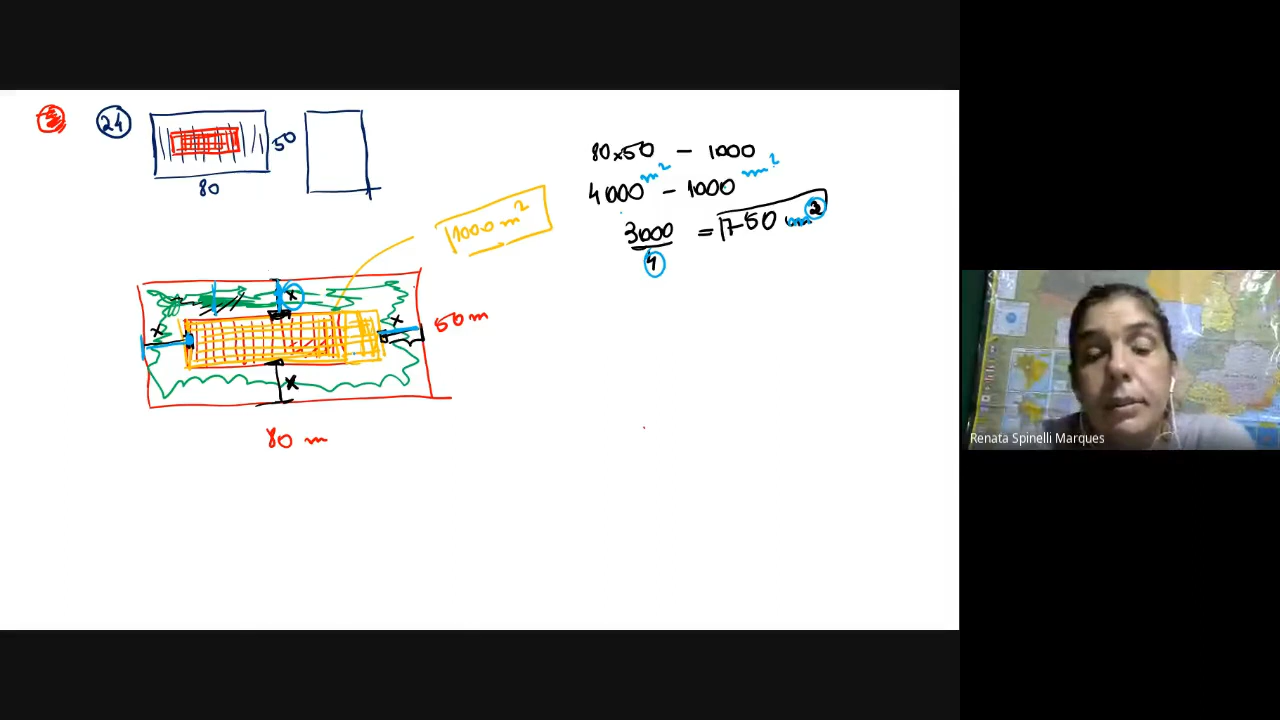 24
50
80
80x50 - 1000
4000 m² - 1000 m²
3000 = 750 m²
4
1000 m²
x
x
x
x
50 m
80 m
Renata Spinelli Marques